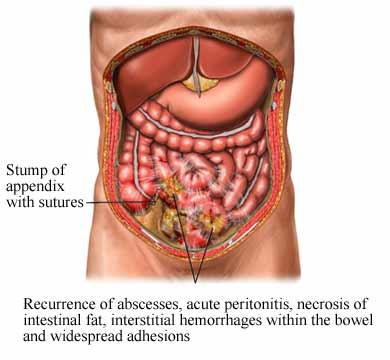 Stump of
appendix
with sutures
Recurrence of abscesses, acute peritonitis, necrosis of
intestinal fat, interstitial hemorrhages within the bowel
and widespread adhesions